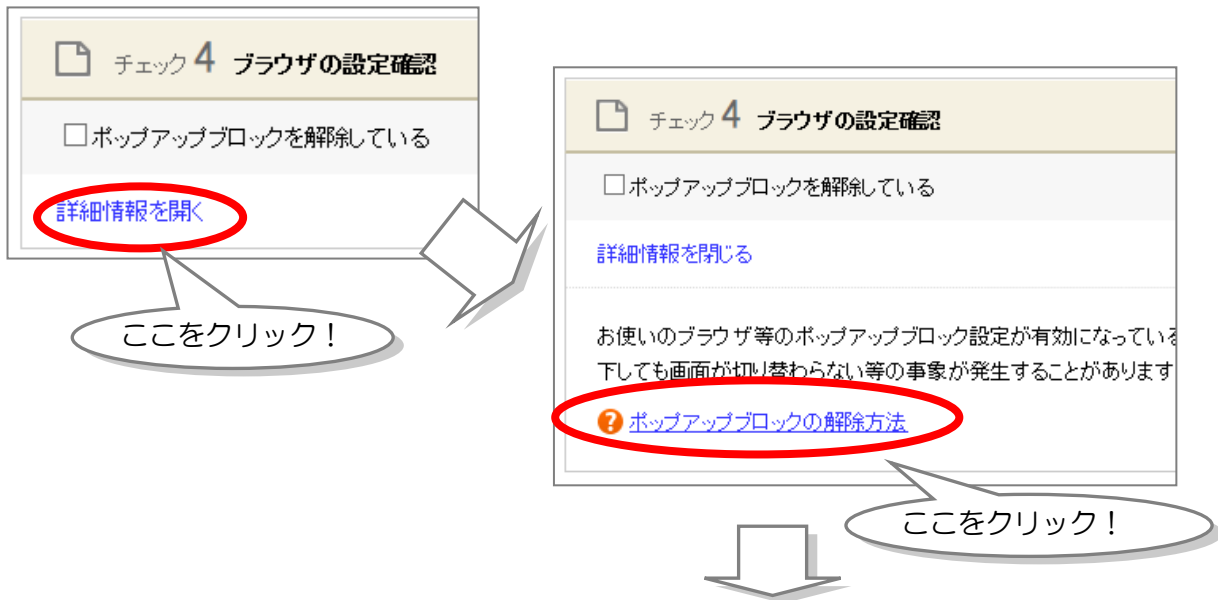 チェック4 ブラウザの設定確認
□ポップアップブロックを解除している
詳細情報を開く
ここをクリック！
チェック4 ブラウザの設定確認
□ポップアップブロックを解除している
詳細情報を閉じる
お使いのブラウザ等のポップアップブロック設定が有効になっている
下しても画面が切り替わらない等の事象が発生することがあります
?ポップアップブロックの解除方法
ここをクリック！